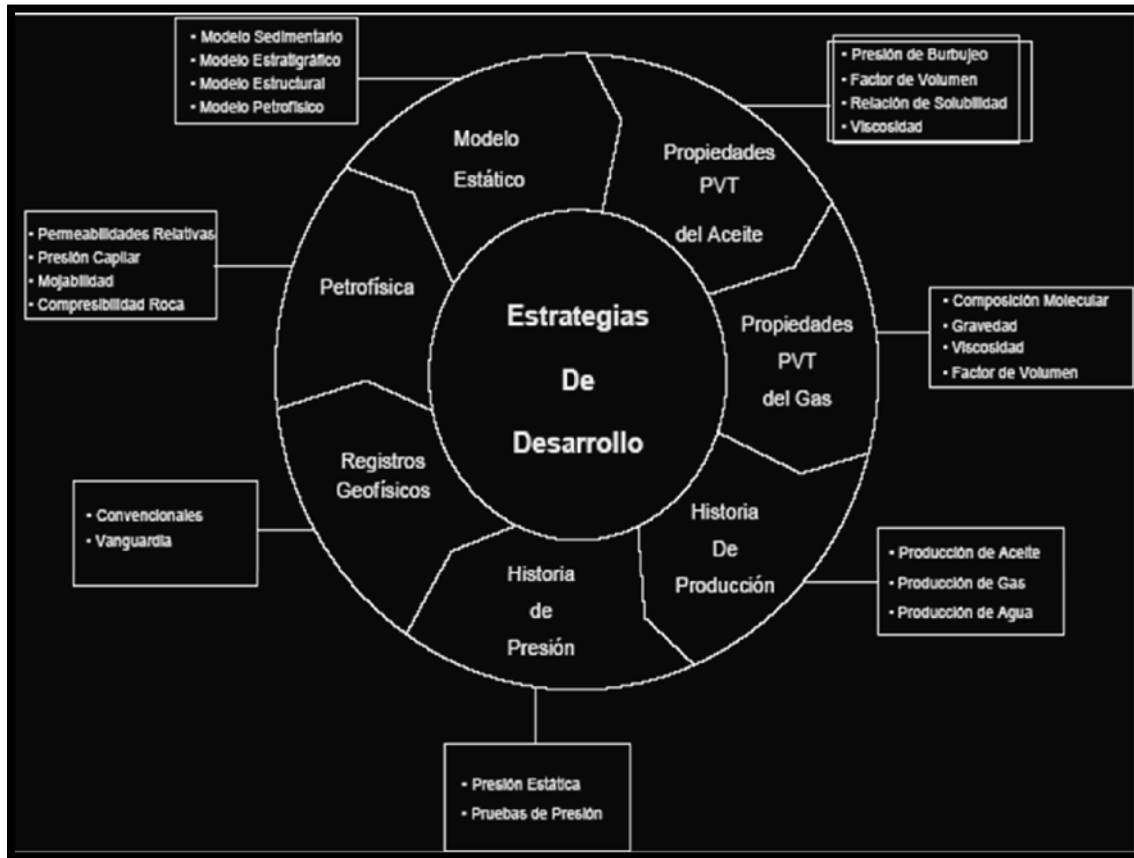 • Modelo Sedimentario
• Modelo Estratigráfico
• Modelo Estructural
• Modelo Petrofísico
• Presión de Burbujeo
• Factor de Volumen
• Relación de Solubilidad
• Viscosidad
Modelo
Estático
Propiedades
PVT
del Aceite
• Permeabilidades Relativas
• Presión Capilar
• Mojabilidad
• Compresibilidad Roca
Petrofísica
Estrategias
De
Desarrollo
Propiedades
PVT
del Gas
• Composición Molecular
• Gravedad
• Viscosidad
• Factor de Volumen
Registros
Geofísicos
• Convencionales
• Vanguardia
Historia
de
Presión
Historia
De
Producción
• Producción de Aceite
• Producción de Gas
• Producción de Agua
• Presión Estática
• Pruebas de Presión